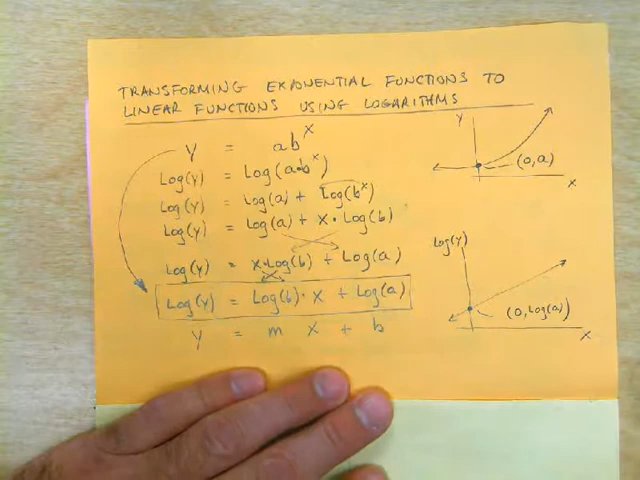 TRANSFORMING EXPONENTIAL FUNCTIONS TO
LINEAR FUNCTIONS USING LOGARITHMS
y = ab^x
Log(y) = Log(a·b^x)
Log(y) = Log(a) + Log(b^x)
Log(y) = Log(a) + x·Log(b)
Log(y) = x·Log(b) + Log(a)
Log(y) = Log(b)·x + Log(a)
y = m x + b
y
(0,a)
x
Log(y)
(0,Log(a))
x